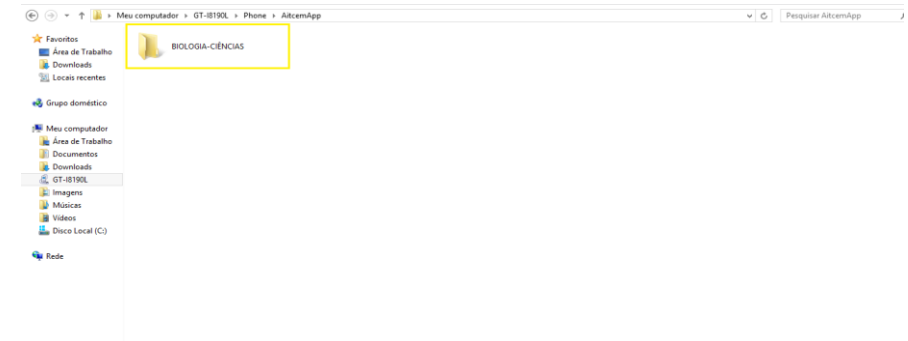 Meu computador ▸ GT-I8190L ▸ Phone ▸ AitcemApp
Pesquisar AitcemApp
Favoritos
Área de Trabalho
Downloads
Locais recentes
Grupo doméstico
Meu computador
Área de Trabalho
Documentos
Downloads
GT-I8190L
Imagens
Músicas
Vídeos
Disco Local (C:)
Rede
BIOLOGIA-CIÊNCIAS